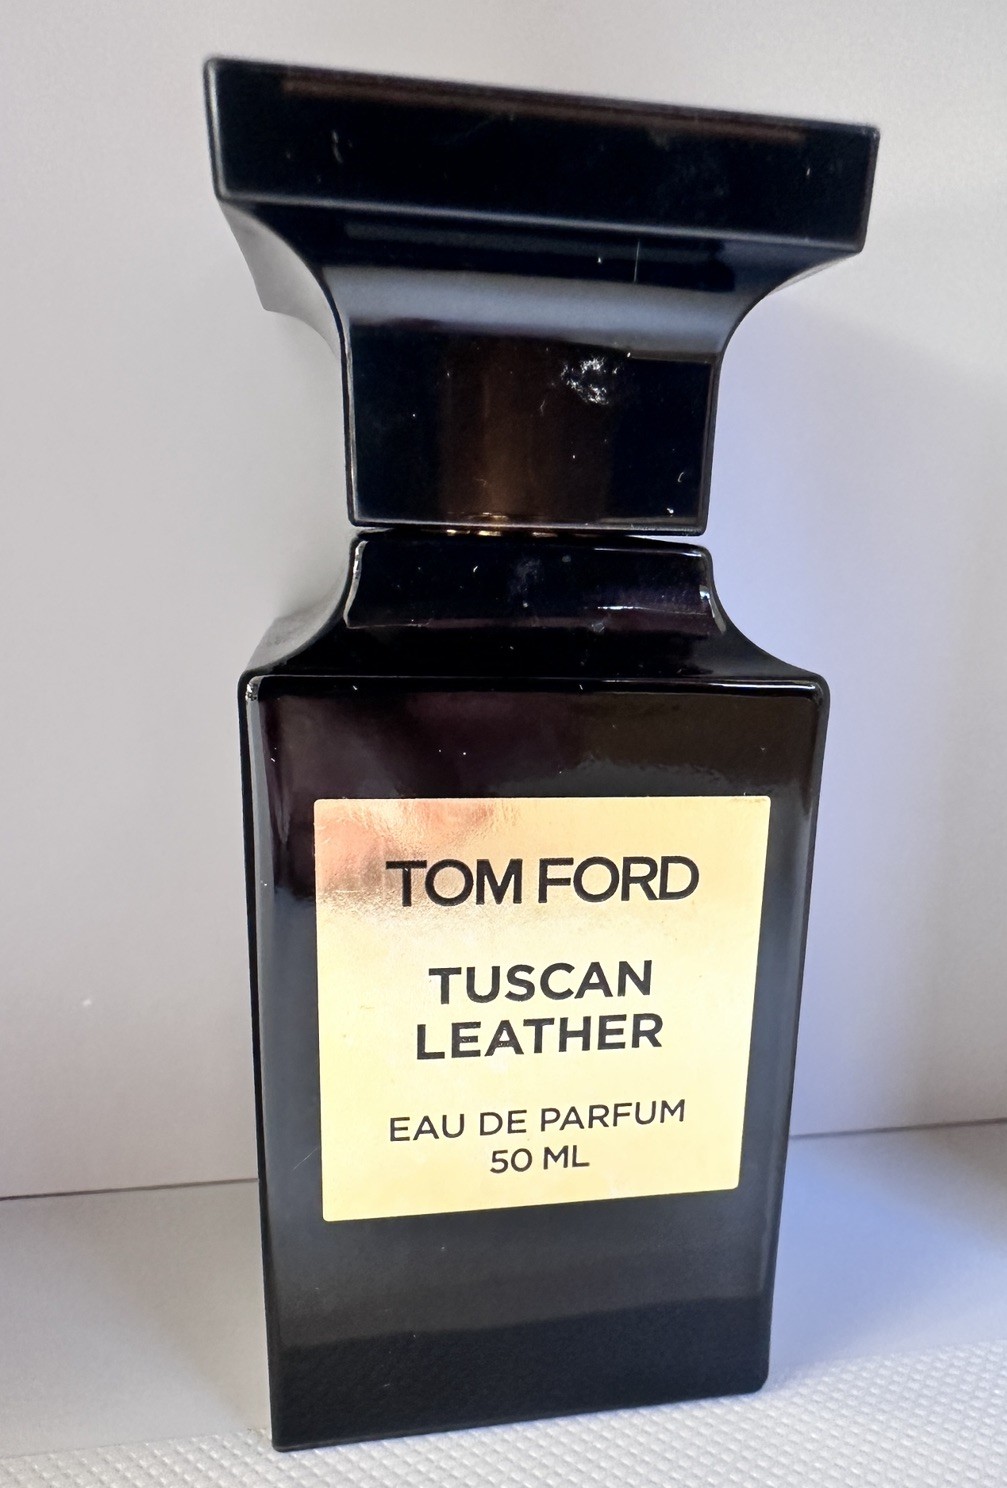 TOM FORD
TUSCAN
LEATHER
EAU DE PARFUM
50 ML